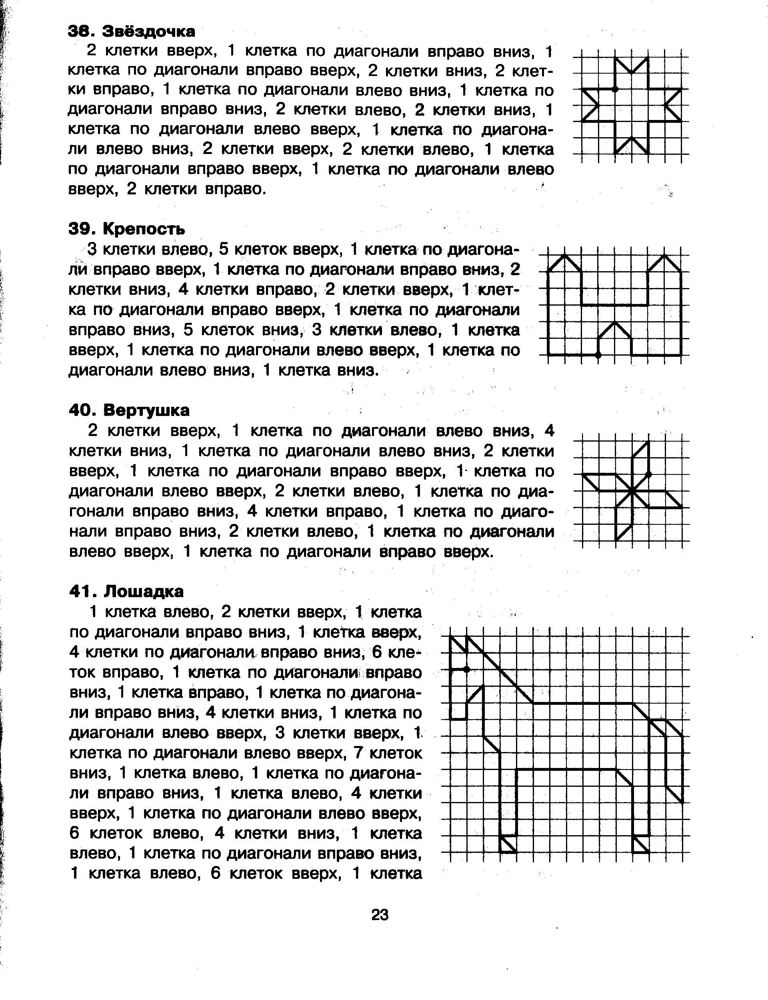 38. Звёздочка
2 клетки вверх, 1 клетка по диагонали вправо вниз, 1
клетка по диагонали вправо вверх, 2 клетки вниз, 2 клет-
ки вправо, 1 клетка по диагонали влево вниз, 1 клетка по
диагонали вправо вниз, 2 клетки влево, 2 клетки вниз, 1
клетка по диагонали влево вверх, 1 клетка по диагона-
ли влево вниз, 2 клетки вверх, 2 клетки влево, 1 клетка
по диагонали вправо вверх, 1 клетка по диагонали влево
вверх, 2 клетки вправо.
39. Крепость
3 клетки влево, 5 клеток вверх, 1 клетка по диагона-
ли вправо вверх, 1 клетка по диагонали вправо вниз, 2
клетки вниз, 4 клетки вправо, 2 клетки вверх, 1 клет-
ка по диагонали вправо вверх, 1 клетка по диагонали
вправо вниз, 5 клеток вниз, 3 клетки влево, 1 клетка
вверх, 1 клетка по диагонали влево вверх, 1 клетка по
диагонали влево вниз, 1 клетка вниз.
40. Вертушка
2 клетки вверх, 1 клетка по диагонали влево вниз, 4
клетки вниз, 1 клетка по диагонали влево вниз, 2 клетки
вверх, 1 клетка по диагонали вправо вверх, 1 клетка по
диагонали влево вверх, 2 клетки влево, 1 клетка по диа-
гонали вправо вниз, 4 клетки вправо, 1 клетка по диаго-
нали вправо вниз, 2 клетки влево, 1 клетка по диагонали
влево вверх, 1 клетка по диагонали вправо вверх.
41. Лошадка
1 клетка влево, 2 клетки вверх, 1 клетка
по диагонали вправо вниз, 1 клетка вверх,
4 клетки по диагонали вправо вниз, 6 кле-
ток вправо, 1 клетка по диагонали вправо
вниз, 1 клетка вправо, 1 клетка по диагона-
ли вправо вниз, 4 клетки вниз, 1 клетка по
диагонали влево вверх, 3 клетки вверх, 1
клетка по диагонали влево вверх, 7 клеток
вниз, 1 клетка влево, 1 клетка по диагона-
ли вправо вниз, 1 клетка влево, 4 клетки
вверх, 1 клетка по диагонали влево вверх,
6 клеток влево, 4 клетки вниз, 1 клетка
влево, 1 клетка по диагонали вправо вниз,
1 клетка влево, 6 клеток вверх, 1 клетка
23